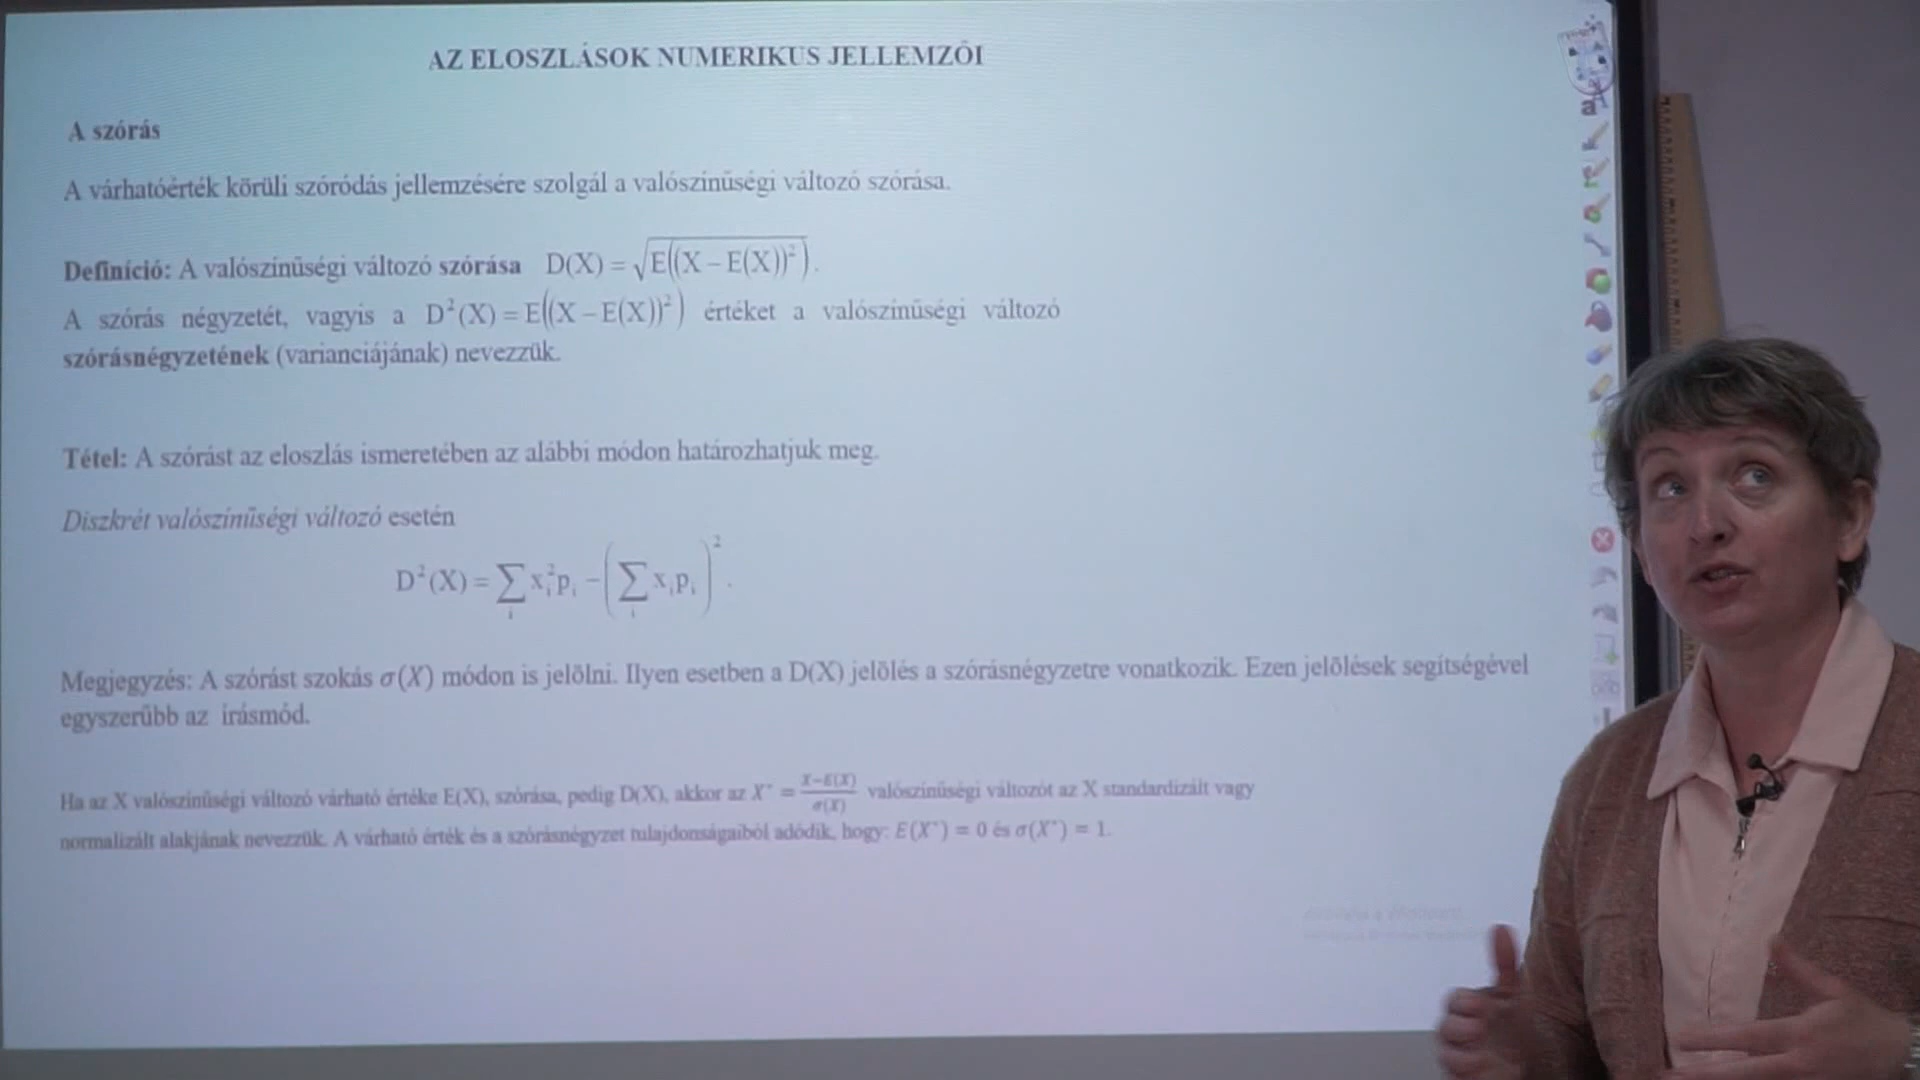 AZ ELOSZLÁSOK NUMERIKUS JELLEMZŐI
A szórás
A várhatóérték körüli szóródás jellemzésére szolgál a valószínűségi változó szórása.
Definíció: A valószínűségi változó szórása D(X) = √E((X – E(X))²).
A szórás négyzetét, vagyis a D²(X) = E((X – E(X))²) értéket a valószínűségi változó
szórásnégyzetének (varianciájának) nevezzük.
Tétel: A szórást az eloszlás ismeretében az alábbi módon határozhatjuk meg.
Diszkrét valószínűségi változó esetén
D²(X) = ∑ᵢ xᵢ²pᵢ – (∑ᵢ xᵢpᵢ)².
Megjegyzés: A szórást szokás σ(X) módon is jelölni. Ilyen esetben a D(X) jelölés a szórásnégyzetre vonatkozik. Ezen jelölések segítségével
egyszerűbb az írásmód.
Ha az X valószínűségi változó várható értéke E(X), szórása, pedig D(X), akkor az X* = (X−E(X))/σ(X) valószínűségi változót az X standardizált vagy
normalizált alakjának nevezzük. A várható érték és a szórásnégyzet tulajdonságaiból adódik, hogy: E(X*) = 0 és σ(X*) = 1.